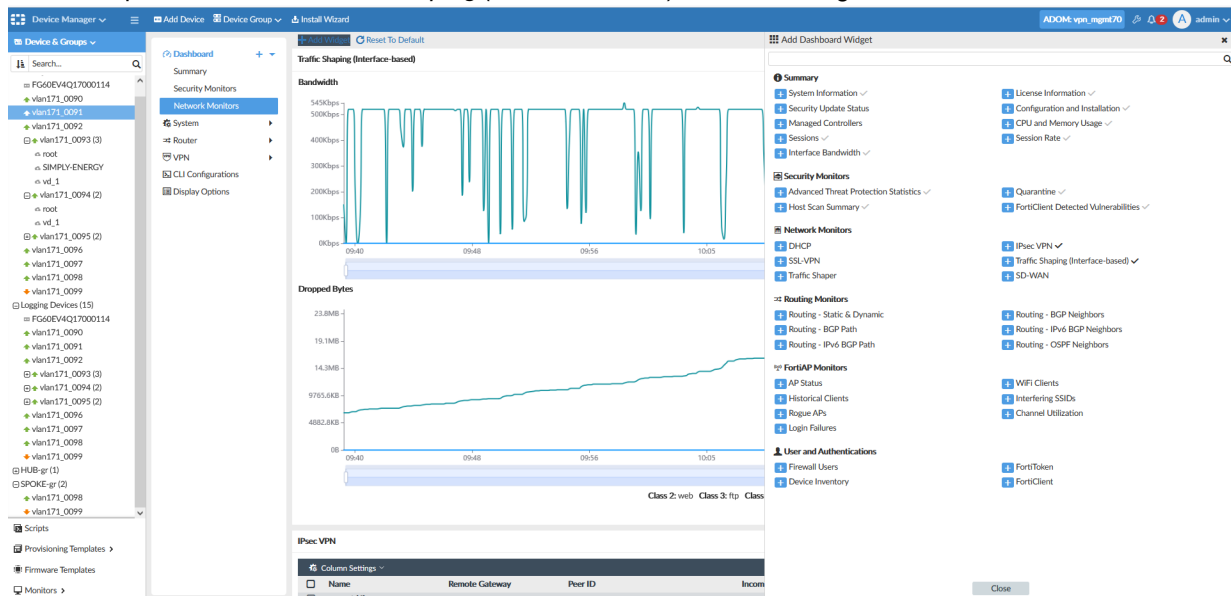 Device Manager
Add Device
Device Group
Install Wizard
ADOM: vpn_mgmt70
2
A
admin
Device & Groups
Search...
FG60EV4Q17000114
vlan171_0090
vlan171_0091
vlan171_0092
vlan171_0093 (3)
root
SIMPLY-ENERGY
vd_1
vlan171_0094 (2)
root
vd_1
vlan171_0095 (2)
vlan171_0096
vlan171_0097
vlan171_0098
vlan171_0099
Logging Devices (15)
FG60EV4Q17000114
vlan171_0090
vlan171_0091
vlan171_0092
vlan171_0093 (3)
vlan171_0094 (2)
vlan171_0095 (2)
vlan171_0096
vlan171_0097
vlan171_0098
vlan171_0099
HUB-gr (1)
SPOKE-gr (2)
vlan171_0098
vlan171_0099
Scripts
Provisioning Templates >
Firmware Templates
Monitors >
Dashboard
Summary
Security Monitors
Network Monitors
System
Router
VPN
CLI Configurations
Display Options
+ Add Widget
Reset To Default
Traffic Shaping (Interface-based)
Bandwidth
545Kbps
500Kbps
400Kbps
300Kbps
200Kbps
100Kbps
0Kbps
09:40 09:48 09:56 10:05
Dropped Bytes
23.8MB
19.1MB
14.3MB
9765.6KB
4882.8KB
0B
09:40 09:48 09:56 10:05
Class 2: web Class 3: ftp Class
IPsec VPN
Column Settings
Name Remote Gateway Peer ID Incom
Add Dashboard Widget
Summary
System Information License Information
Security Update Status Configuration and Installation
Managed Controllers CPU and Memory Usage
Sessions Session Rate
Interface Bandwidth
Security Monitors
Advanced Threat Protection Statistics Quarantine
Host Scan Summary FortiClient Detected Vulnerabilities
Network Monitors
DHCP IPsec VPN
SSL-VPN Traffic Shaping (Interface-based)
Traffic Shaper SD-WAN
Routing Monitors
Routing - Static & Dynamic Routing - BGP Neighbors
Routing - BGP Path Routing - IPv6 BGP Neighbors
Routing - IPv6 BGP Path Routing - OSPF Neighbors
FortiAP Monitors
AP Status WiFi Clients
Historical Clients Interfering SSIDs
Rogue APs Channel Utilization
Login Failures
User and Authentications
Firewall Users FortiToken
Device Inventory FortiClient
Close